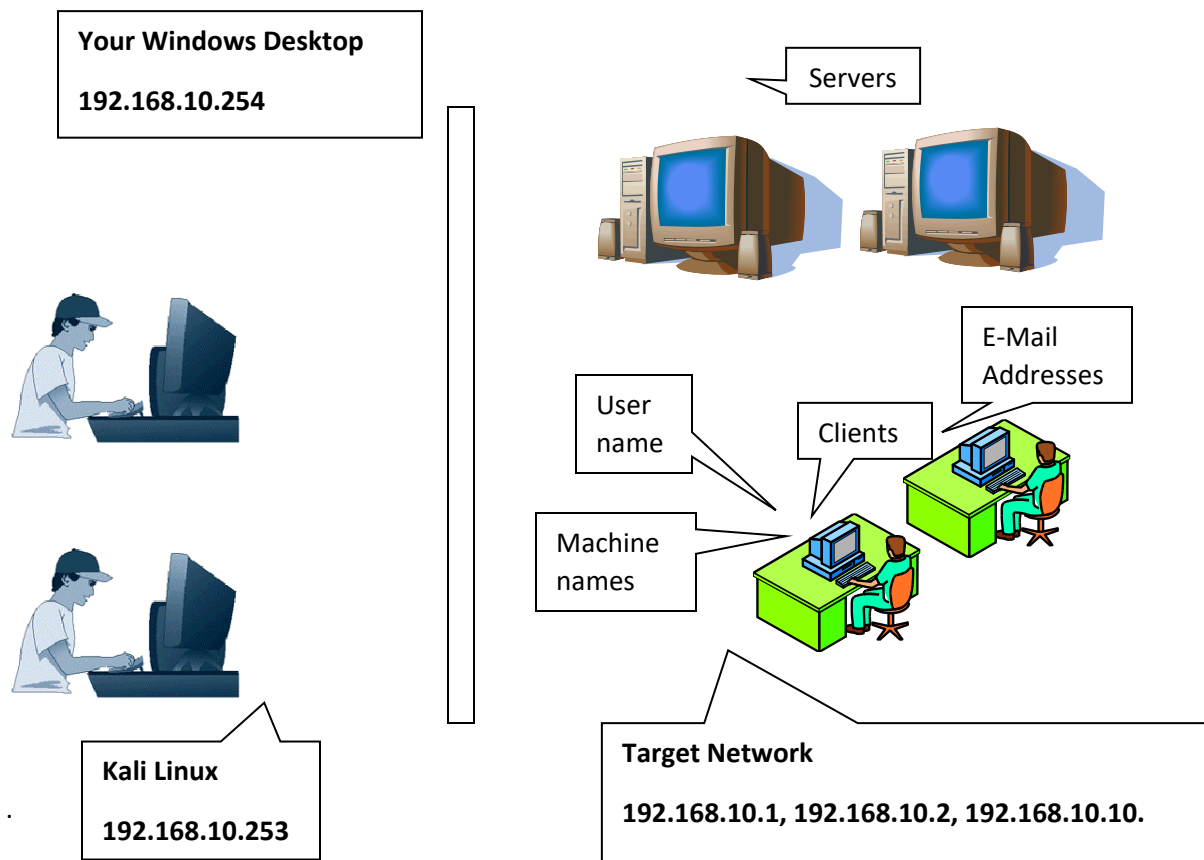 Your Windows Desktop
192.168.10.254
Servers
E-Mail
Addresses
User
name
Clients
Machine
names
Kali Linux
192.168.10.253
Target Network
192.168.10.1, 192.168.10.2, 192.168.10.10.
.